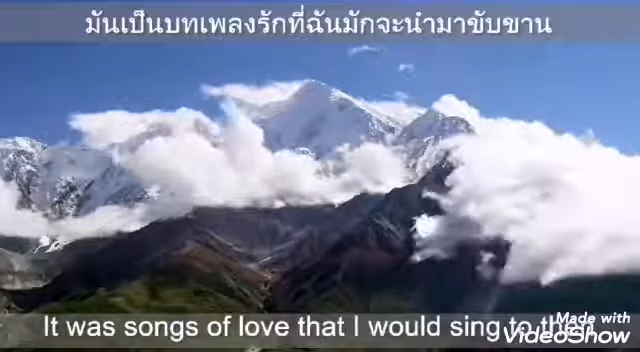 มันเป็นบทเพลงรักที่ฉันมักจะนำมาขับขาน
It was songs of love that I would sing to then
Made with
VideoShow